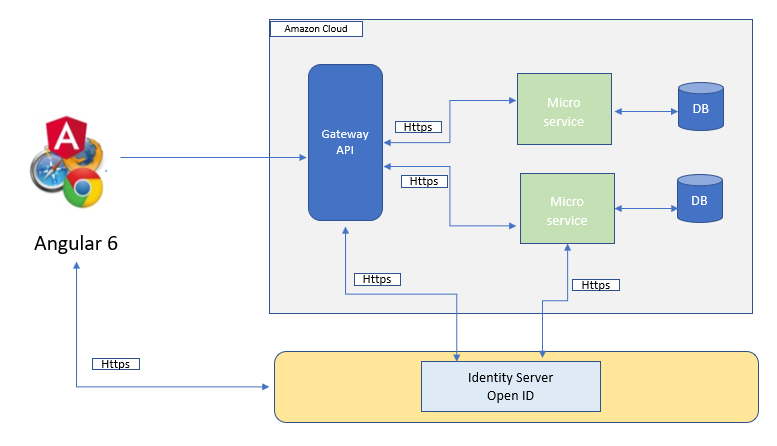 Amazon Cloud
Gateway
API
Https
Https
Micro
service
DB
Micro
service
DB
A
Angular 6
Https
Https
Https
Identity Server
Open ID